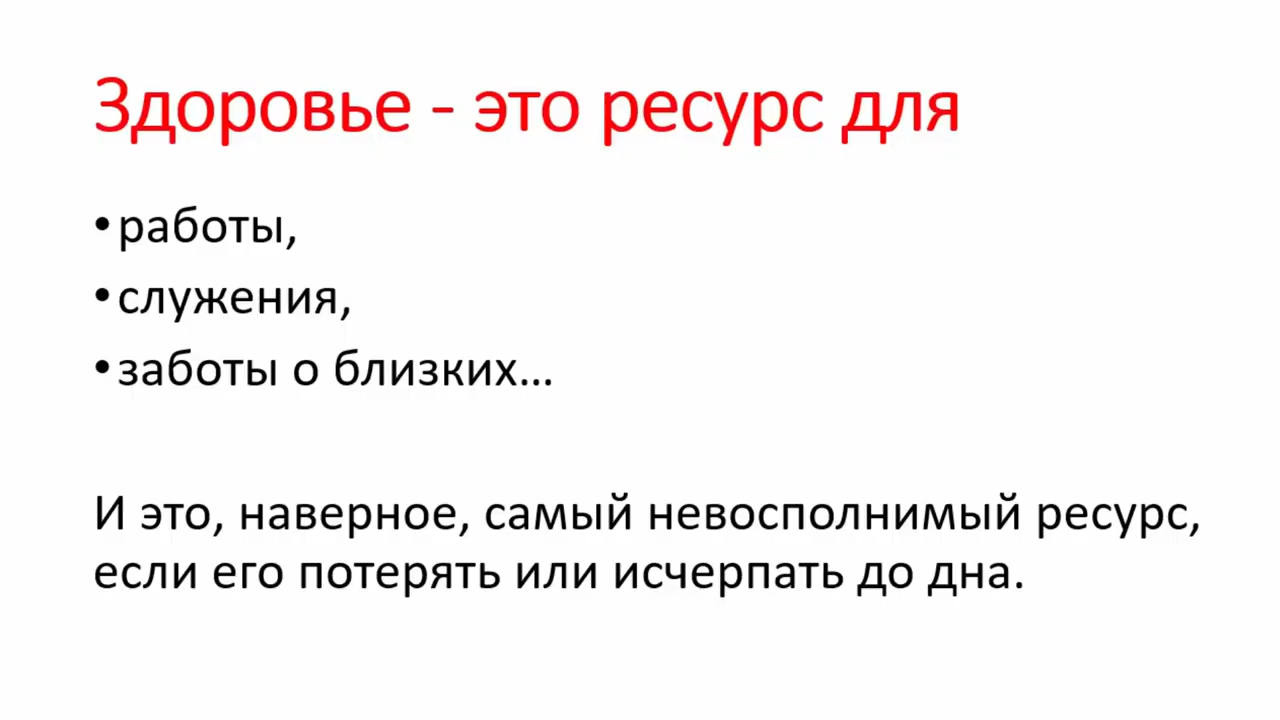 Здоровье - это ресурс для
•работы,
•служения,
•заботы о близких...
И это, наверное, самый невосполнимый ресурс,
если его потерять или исчерпать до дна.